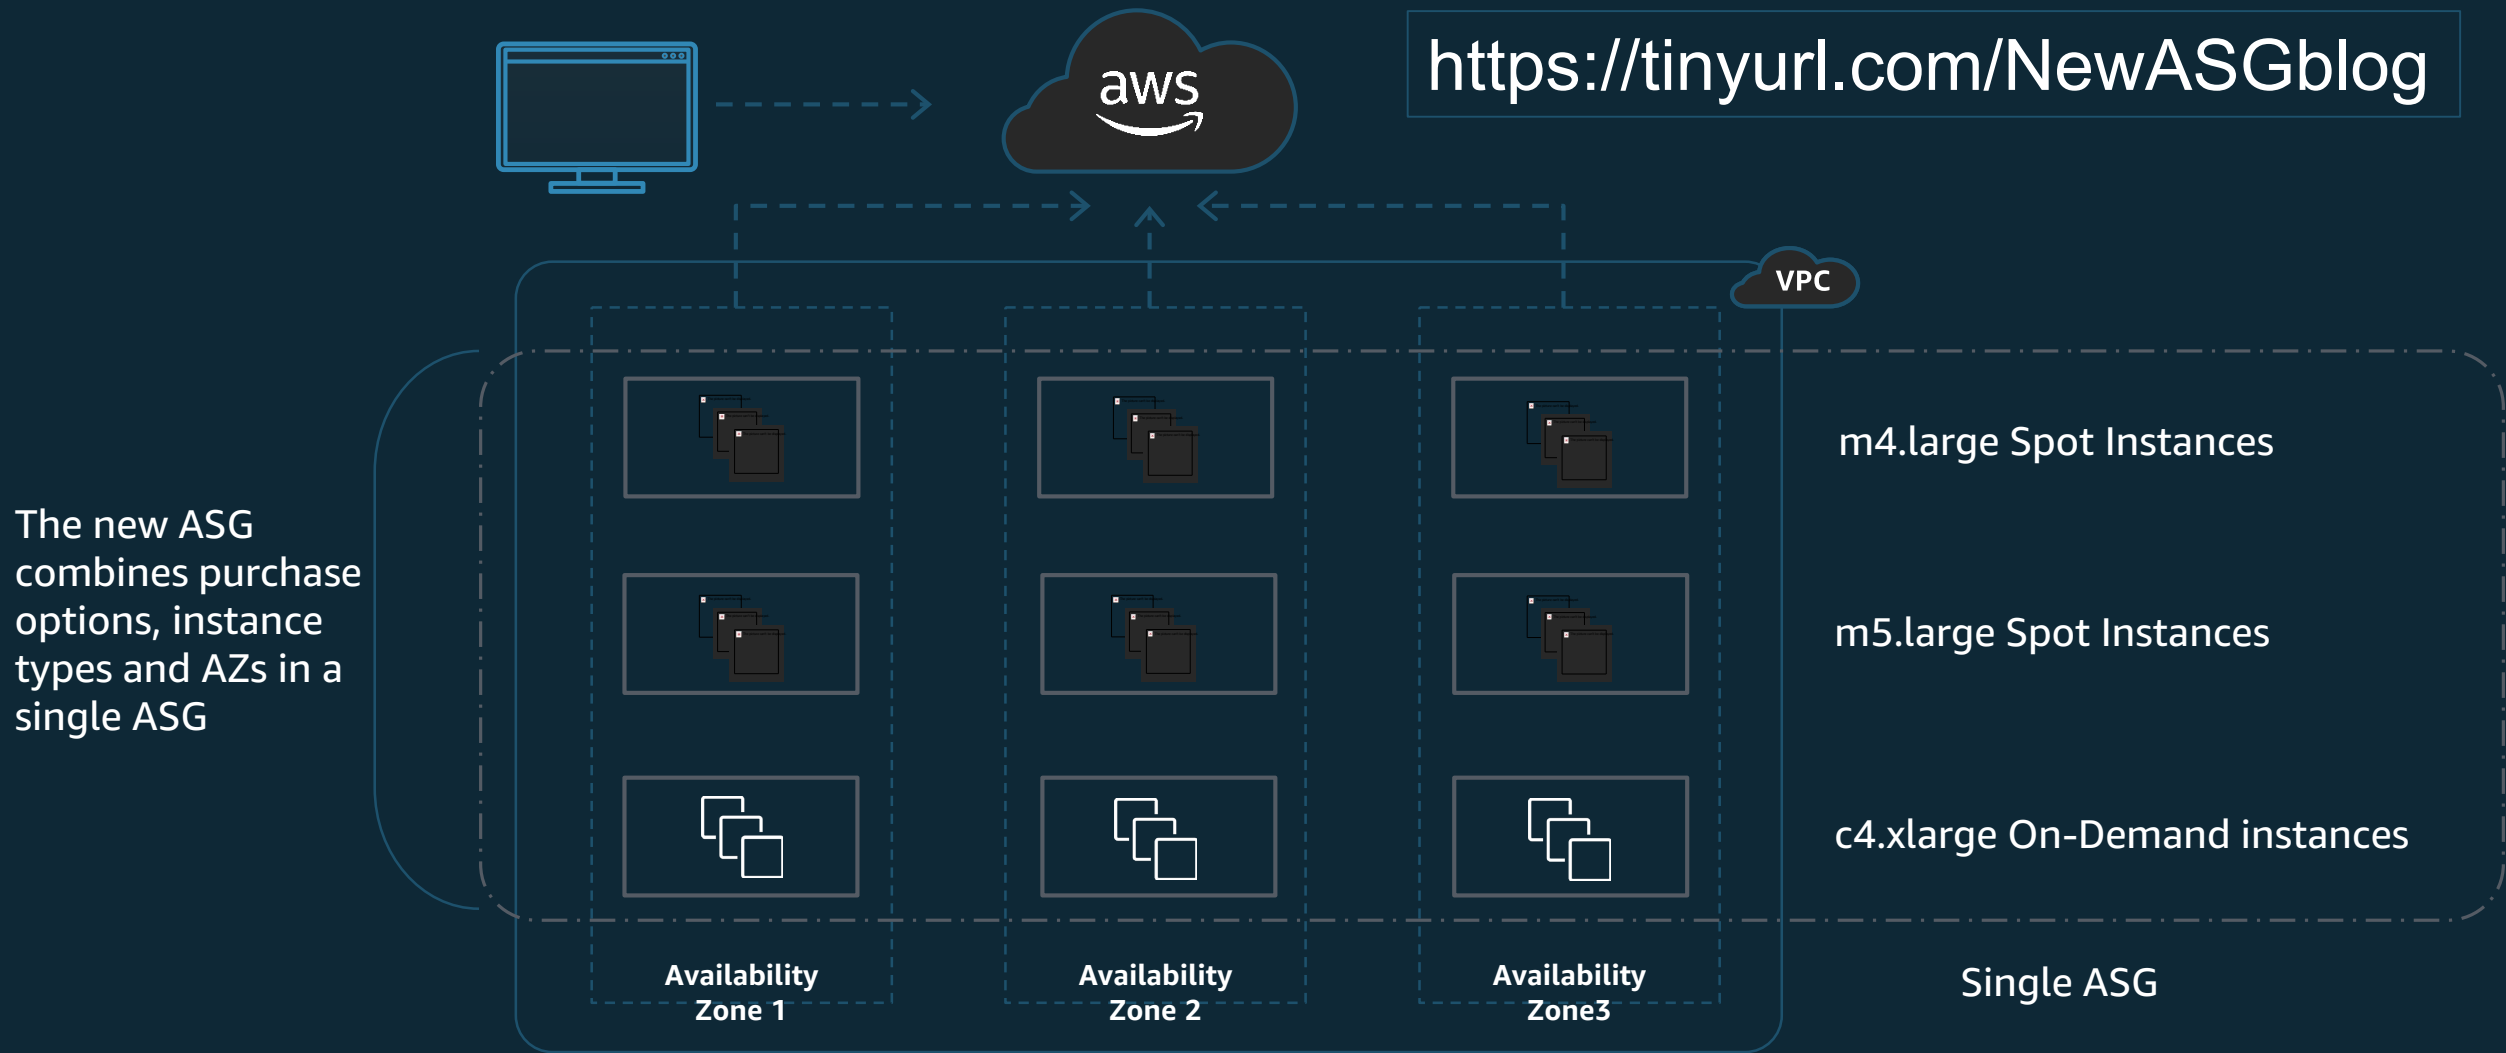 https://tinyurl.com/NewASGblog
aws
VPC
The new ASG
combines purchase
options, instance
types and AZs in a
single ASG
m4.large Spot Instances
m5.large Spot Instances
c4.xlarge On-Demand instances
Availability
Zone 1
Availability
Zone 2
Availability
Zone3
Single ASG